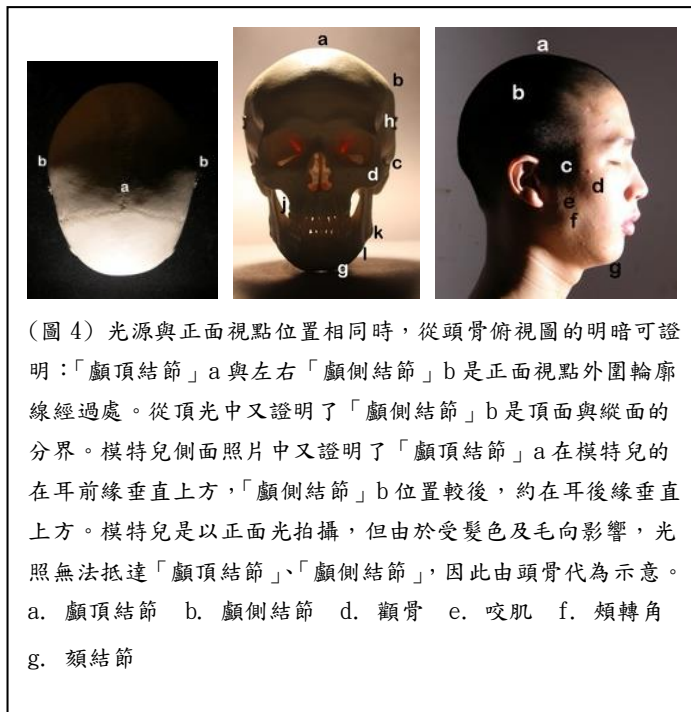 a
b
a
b
a
b
h
c
d
j
k
l
g
a
b
c
d
e
f
g
(圖 4) 光源與正面視點位置相同時，從頭骨俯視圖的明暗可證
明：「顱頂結節」a 與左右「顱側結節」b 是正面視點外圍輪廓
線經過處。從頂光中又證明了「顱側結節」b 是頂面與縱面的
分界。模特兒側面照片中又證明了「顱頂結節」a 在模特兒的
在耳前緣垂直上方，「顱側結節」b 位置較後，約在耳後緣垂直
上方。模特兒是以正面光拍攝，但由於受髮色及毛向影響，光
照無法抵達「顱頂結節」、「顱側結節」，因此由頭骨代為示意。
a. 顱頂結節 b. 顱側結節 d. 顴骨 e. 咬肌 f. 頰轉角
g. 頦結節